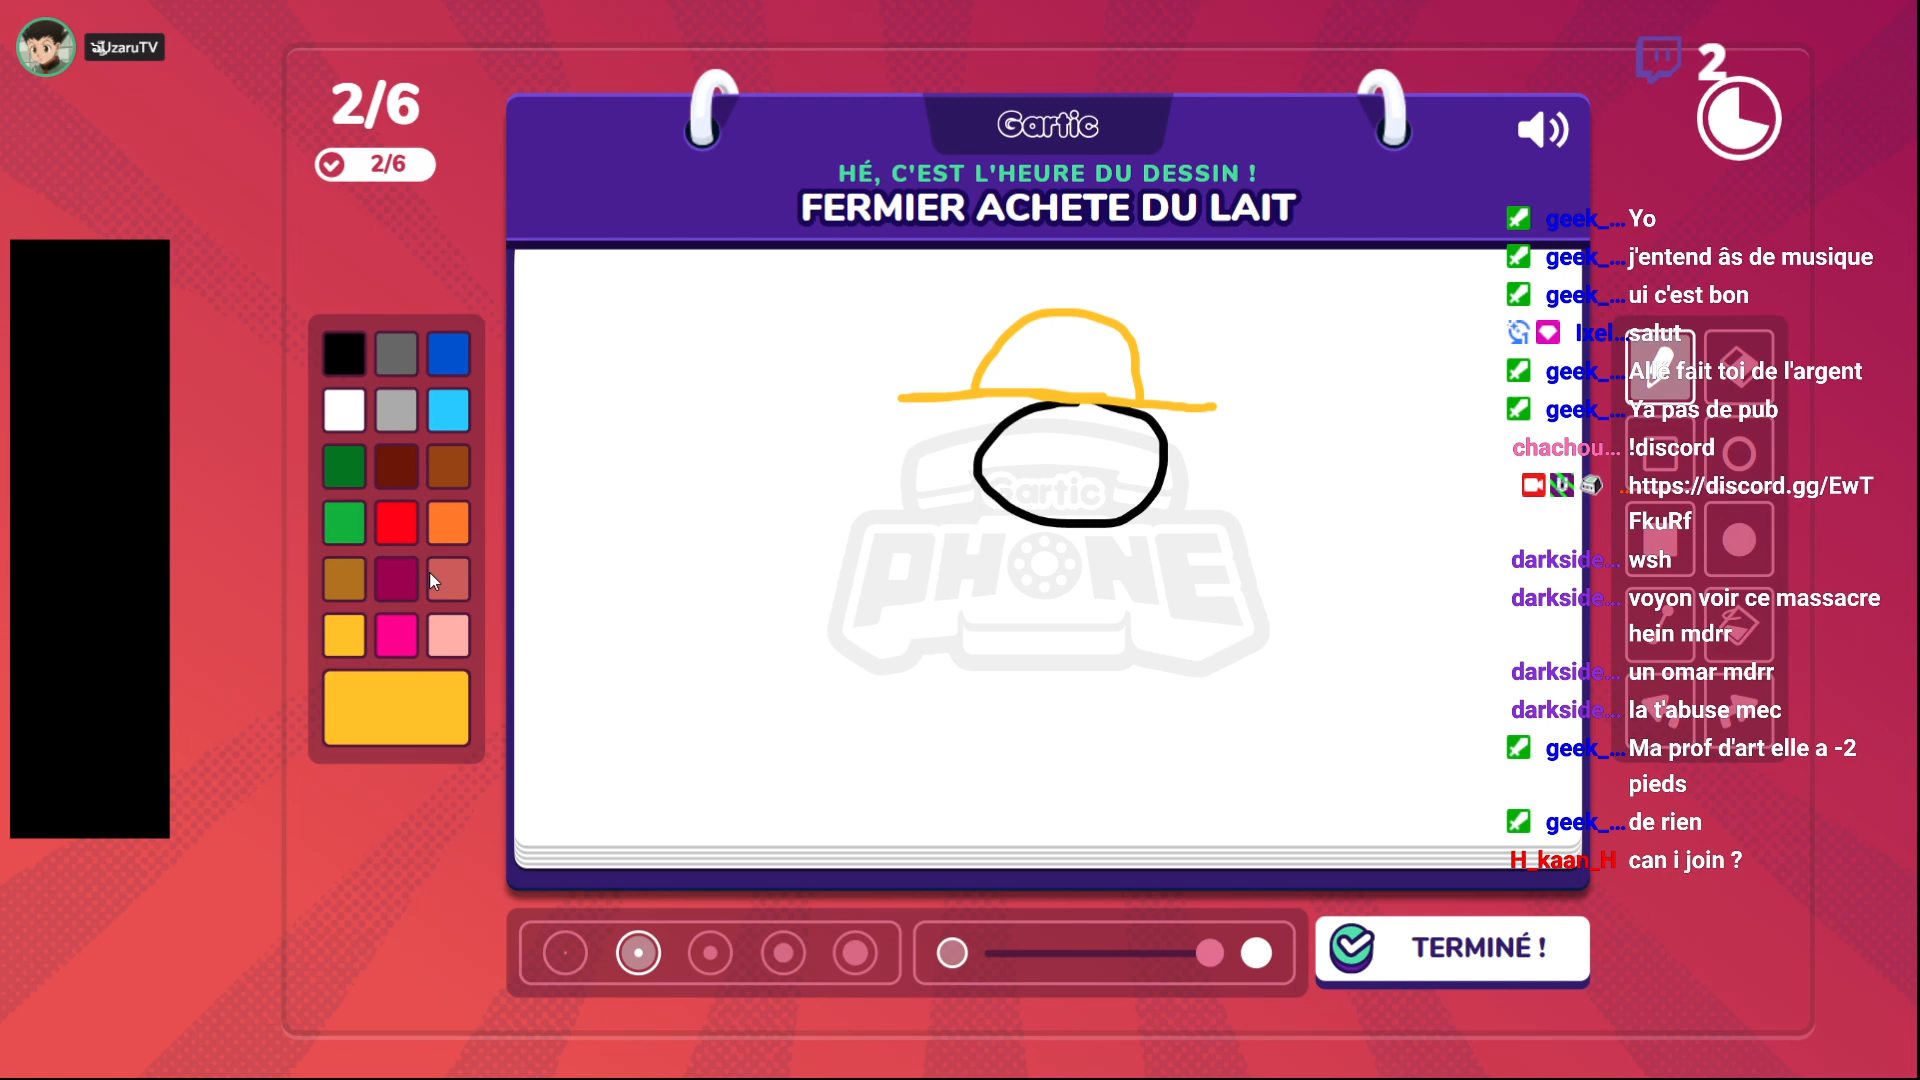 UzaruTV
2/6
2/6
Gartic
2
HÉ, C'EST L'HEURE DU DESSIN !
FERMIER ACHETE DU LAIT
geek_... Yo
geek_... j'entend âs de musique
geek_... ui c'est bon
Ixel... salut
geek_... Allé fait toi de l'argent
geek_... Ya pas de pub
chachou... !discord
https://discord.gg/EwT
FkuRf
darkside... wsh
darkside... voyon voir ce massacre
hein mdrr
darkside... un omar mdrr
darkside... la t'abuse mec
geek_... Ma prof d'art elle a -2
pieds
geek_... de rien
H_kaan_H can i join ?
Gartic
PHONE
TERMINÉ !